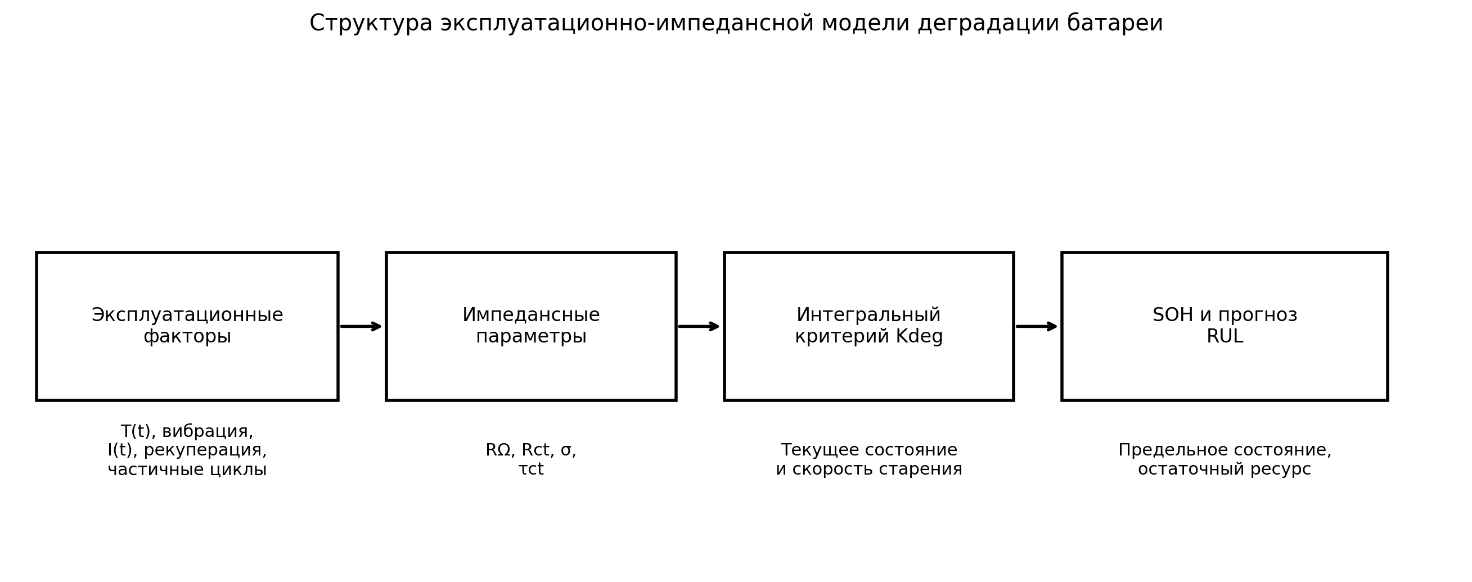 Структура эксплуатационно-импедансной модели деградации батареи
Эксплуатационные
факторы
Импедансные
параметры
Интегральный
критерий Kdeg
SOH и прогноз
RUL
T(t), вибрация,
I(t), рекуперация,
частичные циклы
RΩ, Rct, σ,
τct
Текущее состояние
и скорость старения
Предельное состояние,
остаточный ресурс